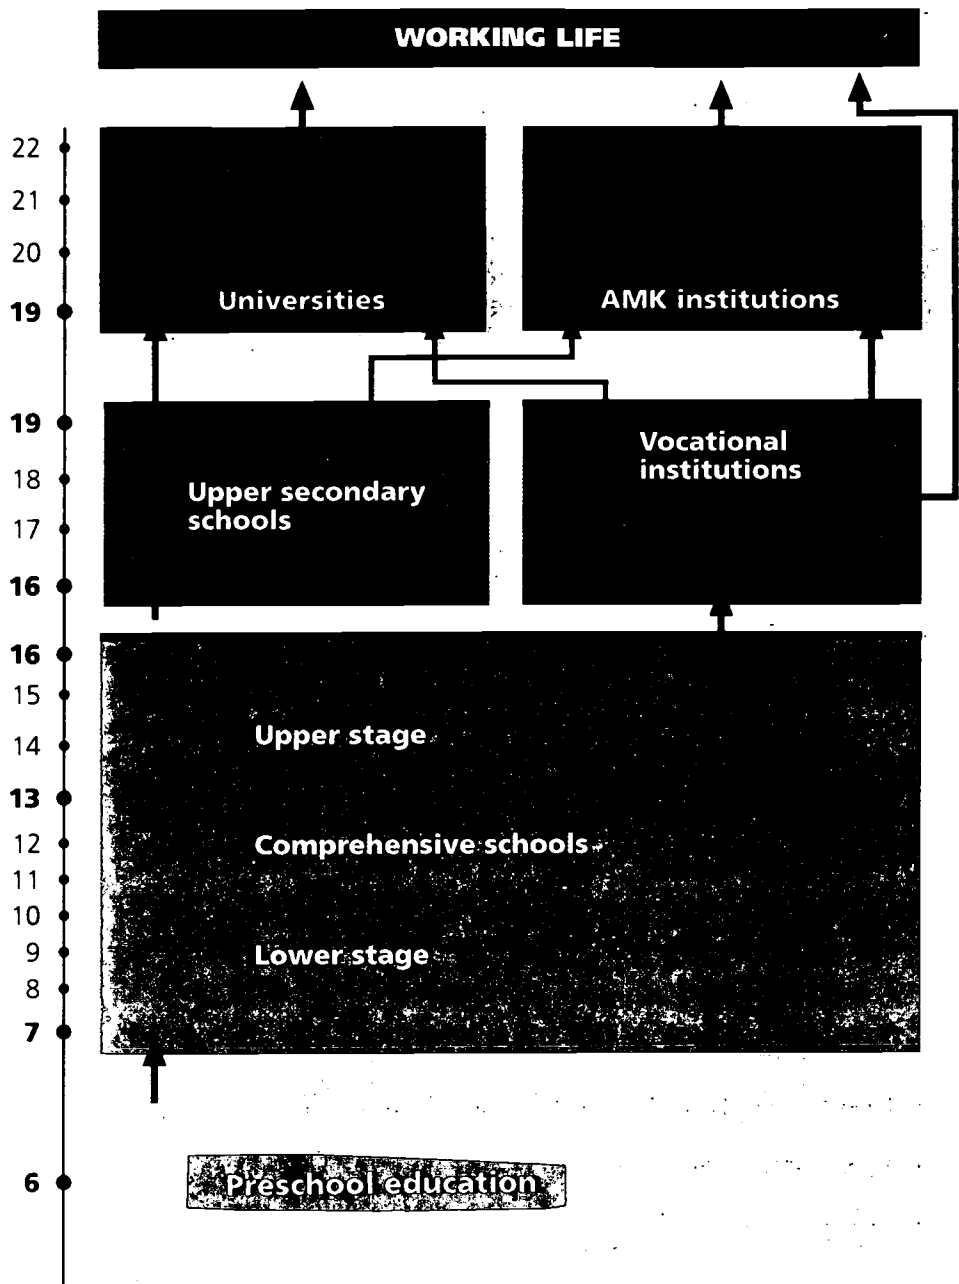 WORKING LIFE
22
21
20
19
Universities
AMK institutions
19
18
17
16
Upper secondary
schools
Vocational
institutions
16
15
14
13
12
11
10
9
8
7
Upper stage
Comprehensive schools
Lower stage
6
Preschool education